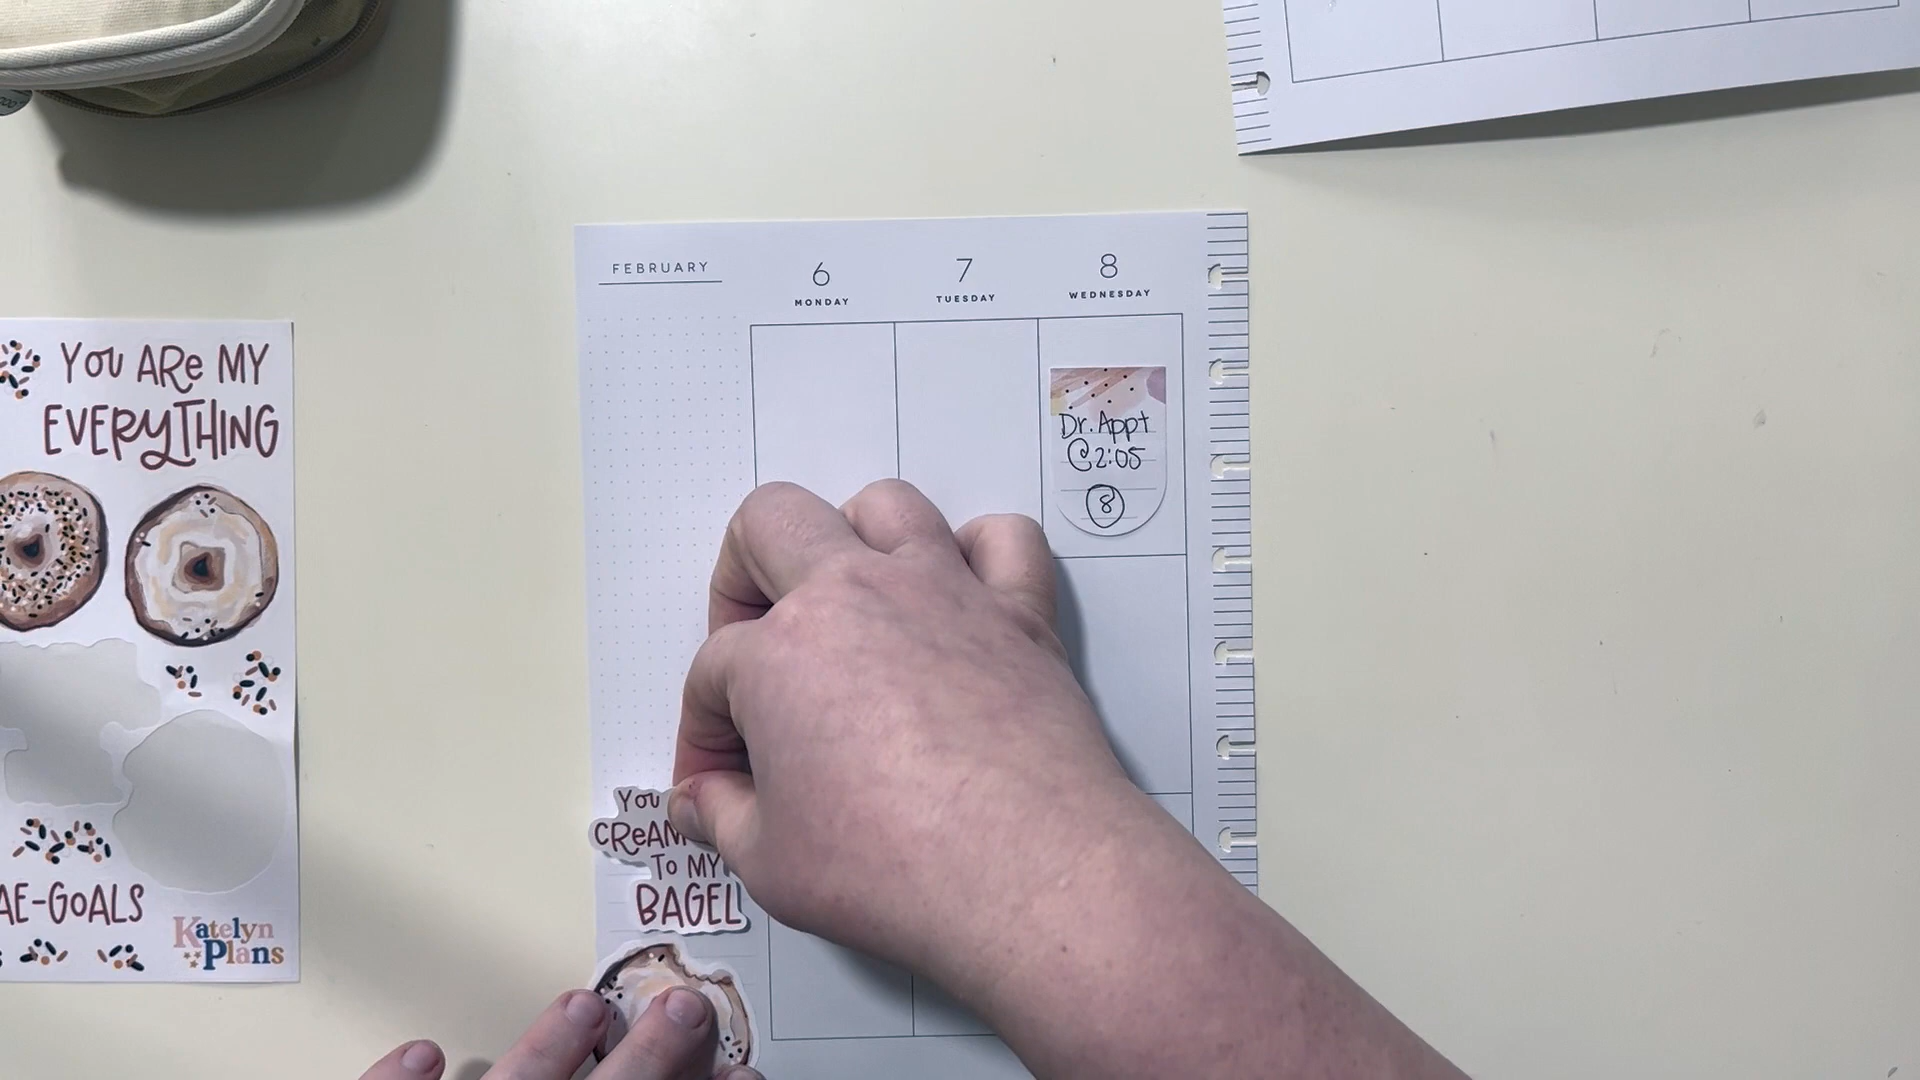 FEBRUARY
6
MONDAY
7
TUESDAY
8
WEDNESDAY
Dr. Appt
@ 2:05
8
YOU ARE MY
EVERYTHING
AE-GOALS
Katelyn
Plans
YOU
CREAM
TO MY
BAGEL